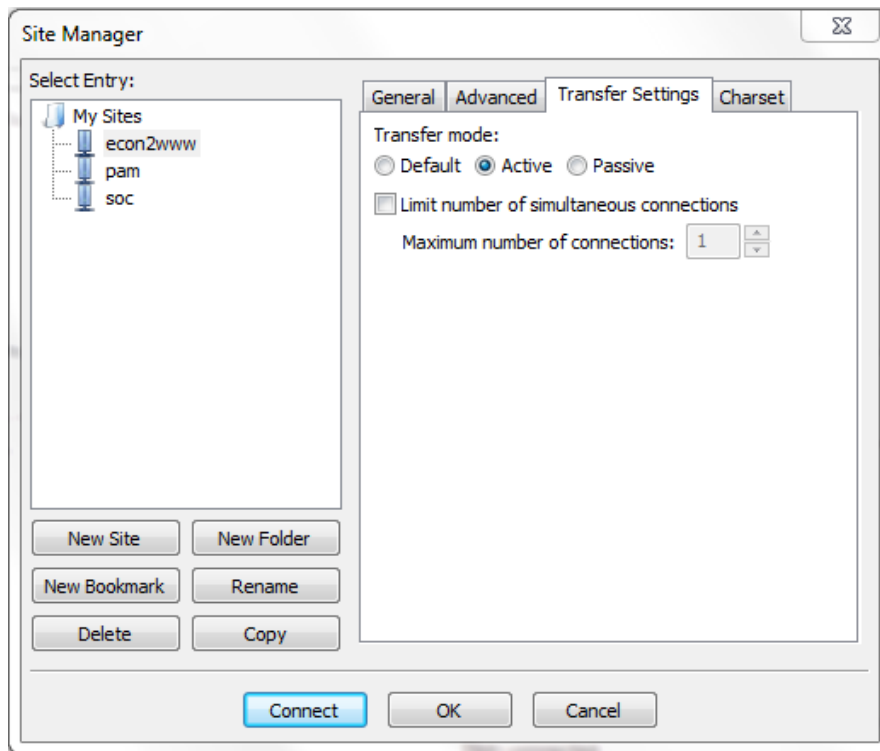 Site Manager
Select Entry:
My Sites
econ2www
pam
soc
New Site
New Folder
New Bookmark
Rename
Delete
Copy
General
Advanced
Transfer Settings
Charset
Transfer mode:
Default
Active
Passive
Limit number of simultaneous connections
Maximum number of connections: 1
Connect
OK
Cancel